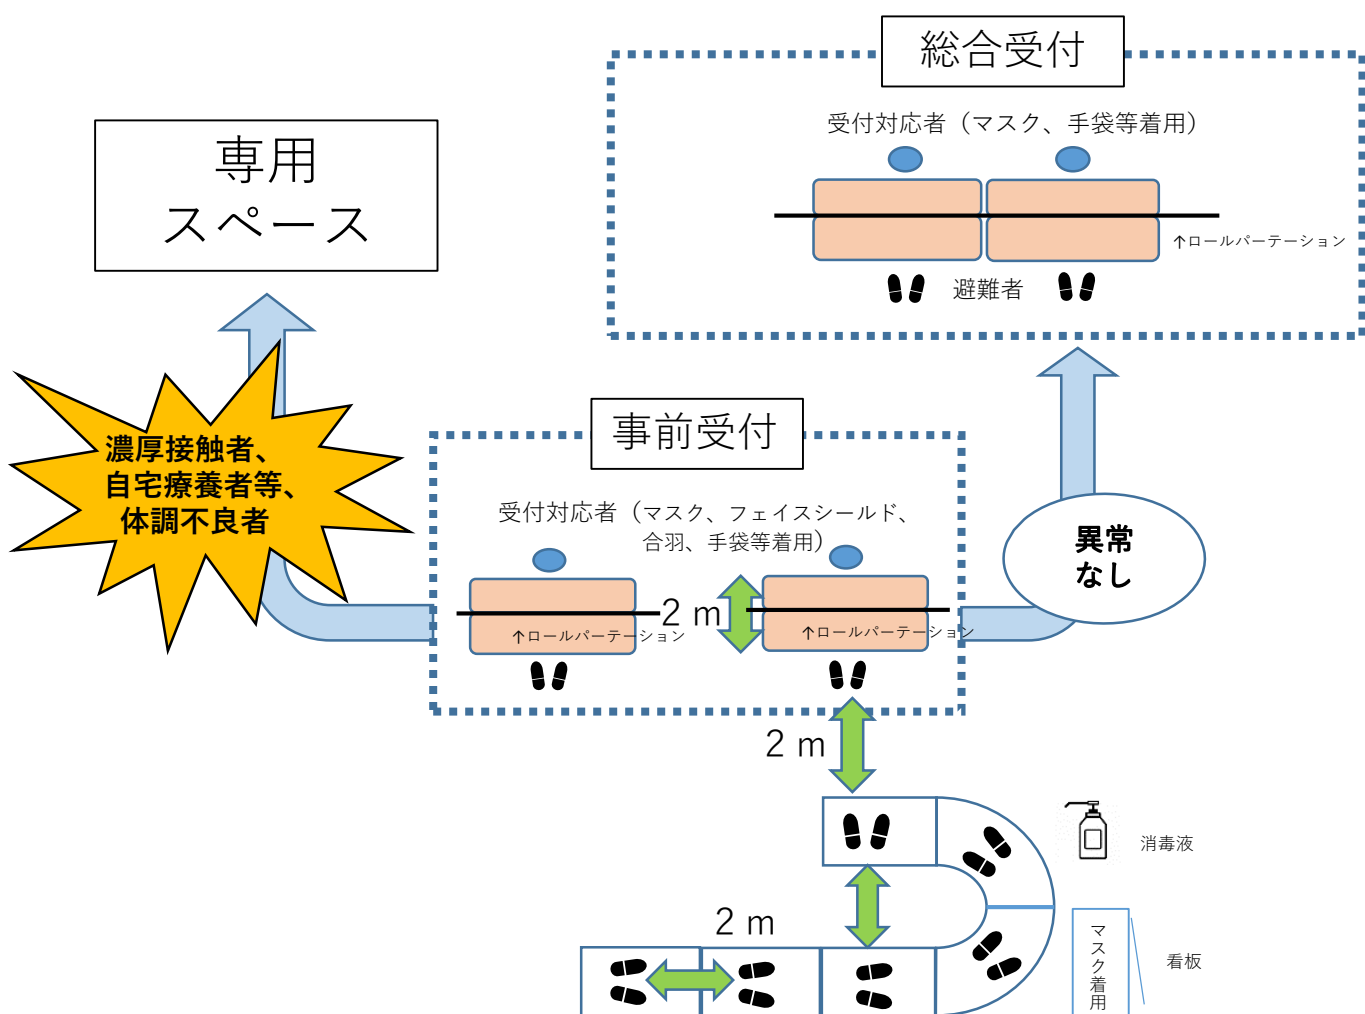 総合受付
受付対応者（マスク、手袋等着用）
↑ロールパーテーション
避難者
専用
スペース
濃厚接触者、
自宅療養者等、
体調不良者
事前受付
受付対応者（マスク、フェイスシールド、
合羽、手袋等着用）
2 m
↑ロールパーテーション
↑ロールパーテーション
異常
なし
2 m
消毒液
2 m
マスク着用
看板